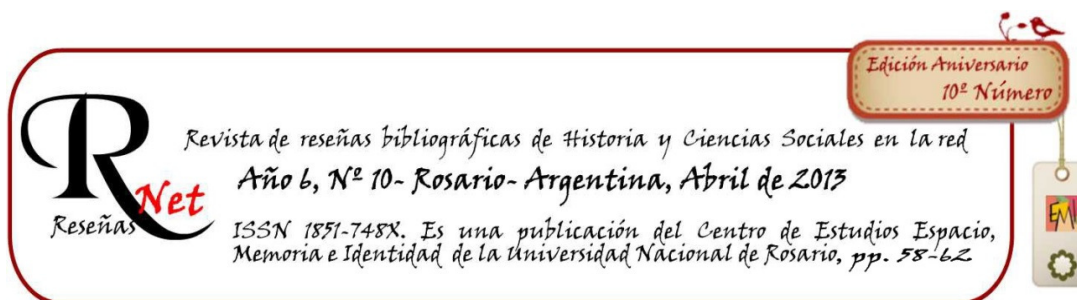 Edición Aniversario
10º Número
R
Net
Reseñas
Revista de reseñas bibliográficas de Historia y Ciencias Sociales en la red
Año 6, Nº 10- Rosario- Argentina, Abril de 2013
ISSN 1851-748X. Es una publicación del Centro de Estudios Espacio,
Memoria e Identidad de la Universidad Nacional de Rosario, pp. 58-62